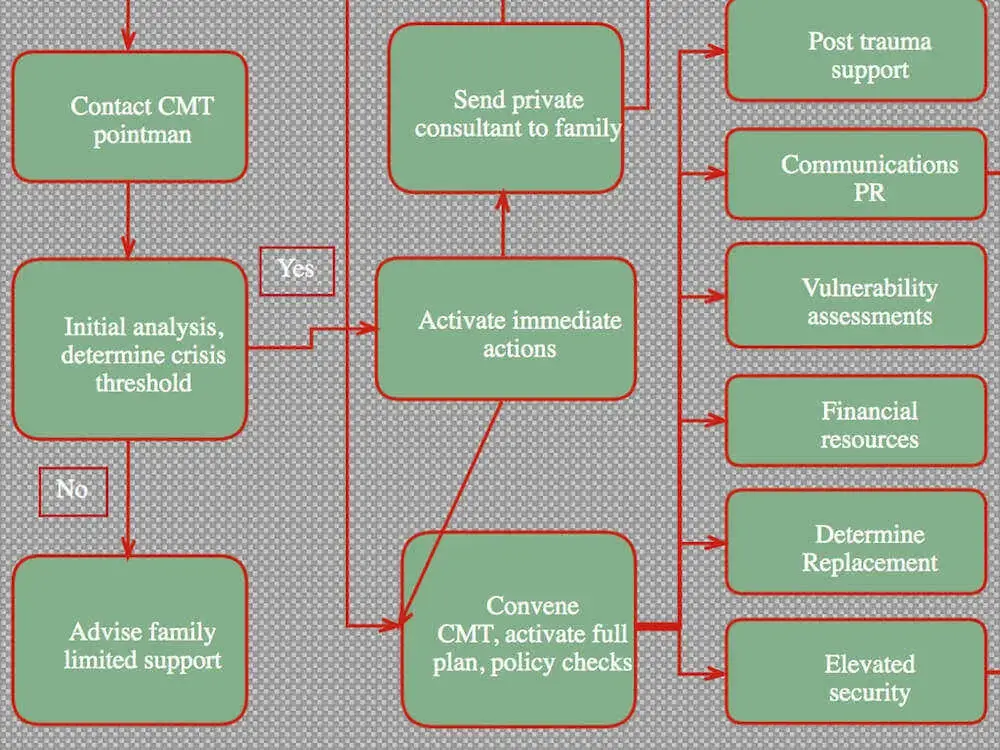 Contact CMT
pointman
Initial analysis,
determine crisis
threshold
Yes
No
Advise family
limited support
Send private
consultant to family
Activate immediate
actions
Convene
CMT, activate full
plan, policy checks
Post trauma
support
Communications
PR
Vulnerability
assessments
Financial
resources
Determine
Replacement
Elevated
security